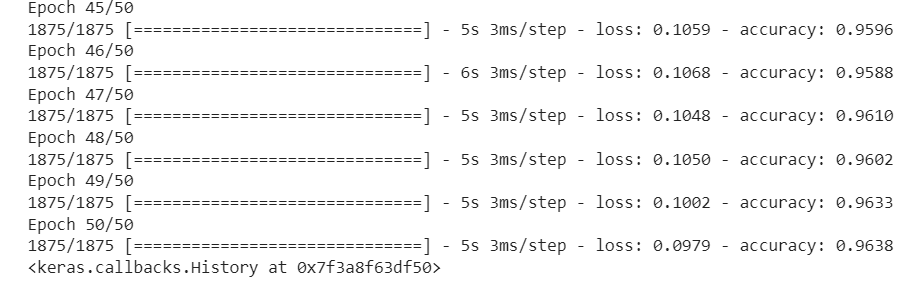 Epoch 45/50
1875/1875 [==============================] - 5s 3ms/step - loss: 0.1059 - accuracy: 0.9596
Epoch 46/50
1875/1875 [==============================] - 6s 3ms/step - loss: 0.1068 - accuracy: 0.9588
Epoch 47/50
1875/1875 [==============================] - 5s 3ms/step - loss: 0.1048 - accuracy: 0.9610
Epoch 48/50
1875/1875 [==============================] - 5s 3ms/step - loss: 0.1050 - accuracy: 0.9602
Epoch 49/50
1875/1875 [==============================] - 5s 3ms/step - loss: 0.1002 - accuracy: 0.9633
Epoch 50/50
1875/1875 [==============================] - 5s 3ms/step - loss: 0.0979 - accuracy: 0.9638
<keras.callbacks.History at 0x7f3a8f63df50>